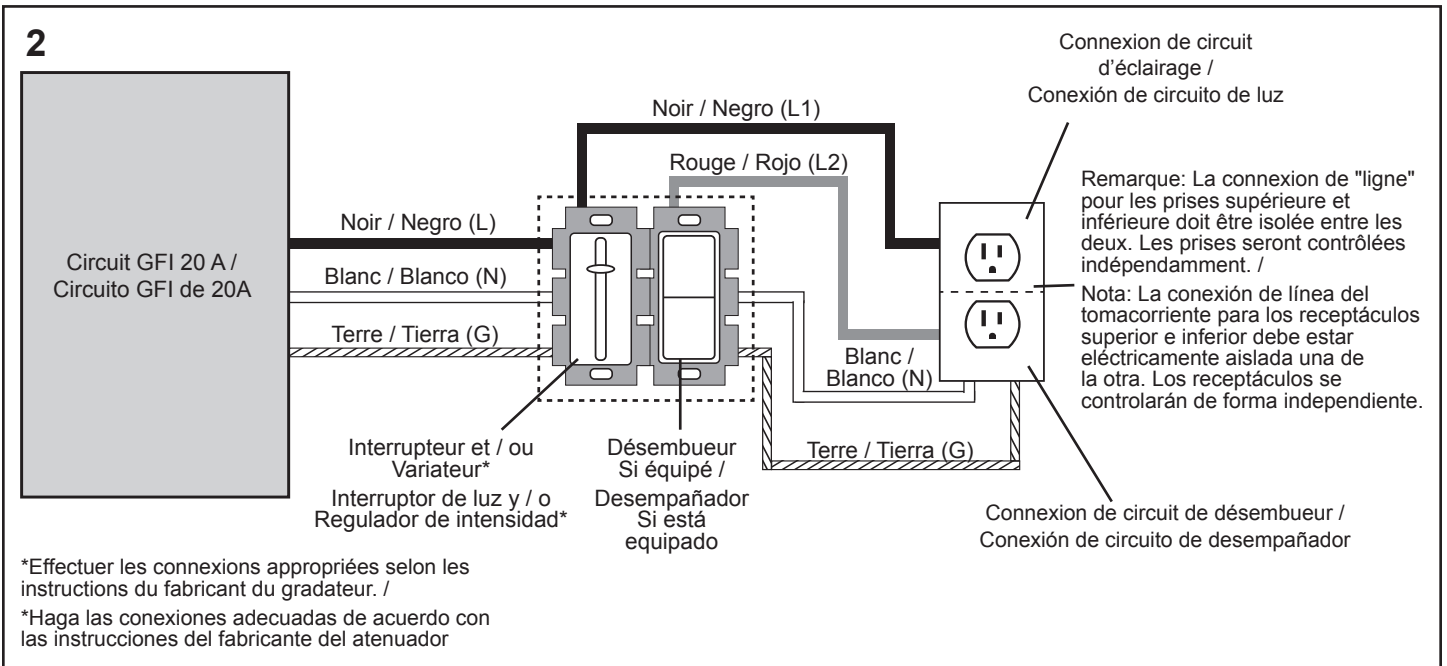 2
Circuit GFI 20 A /
Circuito GFI de 20A
Noir / Negro (L)
Blanc / Blanco (N)
Terre / Tierra (G)
Noir / Negro (L1)
Rouge / Rojo (L2)
Connexion de circuit
d'éclairage /
Conexión de circuito de luz
Remarque: La connexion de "ligne"
pour les prises supérieure et
inférieure doit être isolée entre les
deux. Les prises seront contrôlées
indépendamment. /
Nota: La conexión de línea del
tomacorriente para los receptáculos
superior e inferior debe estar
eléctricamente aislada una de
la otra. Los receptáculos se
controlarán de forma independiente.
Blanc /
Blanco (N)
Terre / Tierra (G)
Interrupteur et / ou
Variateur*
Interruptor de luz y / o
Regulador de intensidad*
Désembueur
Si équipé /
Desempañador
Si está
equipado
Connexion de circuit de désembueur /
Conexión de circuito de desempañador
*Effectuer les connexions appropriées selon les
instructions du fabricant du gradateur. /
*Haga las conexiones adecuadas de acuerdo con
las instrucciones del fabricante del atenuador